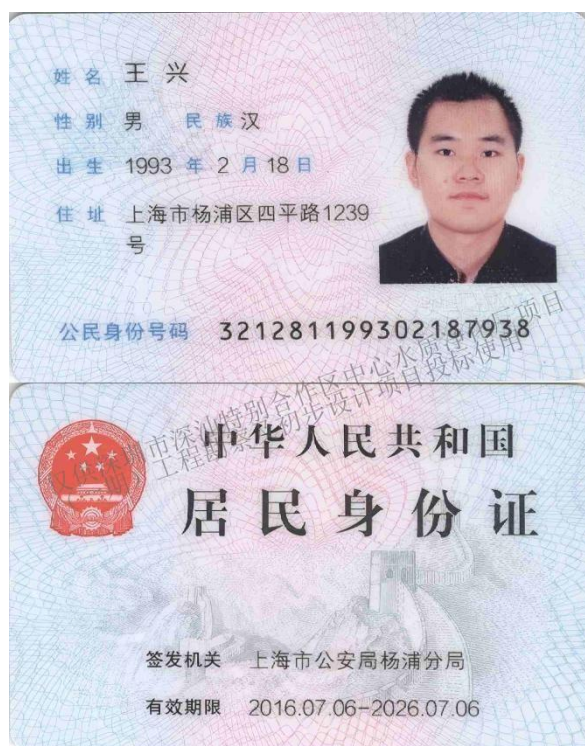 姓名 王兴
性别 男 民族 汉
出生 1993 年 2 月 18 日
住址 上海市杨浦区四平路1239
号
公民身份号码 321281199302187938
市深汕特别合作区中心水质 厂项目
初步设计项目投标使用
中华人民共和国
居民身份证
签发机关 上海市公安局杨浦分局
有效期限 2016.07.06-2026.07.06